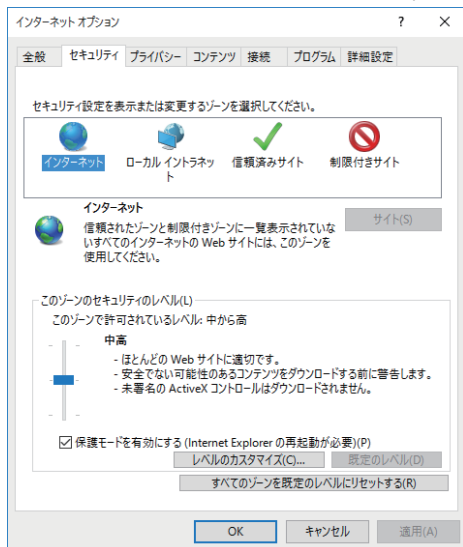 インターネット オプション ? ×
全般 セキュリティ プライバシー コンテンツ 接続 プログラム 詳細設定
セキュリティ設定を表示または変更するゾーンを選択してください。
インターネット ローカル イントラネッ 信頼済みサイト 制限付きサイト
ト
インターネット
サイト(S)
信頼されたゾーンと制限付きゾーンに一覧表示されていな
いすべてのインターネットの Web サイトには、このゾーンを
使用してください。
このゾーンのセキュリティのレベル(L)
このゾーンで許可されているレベル: 中から高
中高
- ほとんどの Web サイトに適切です。
- 安全でない可能性のあるコンテンツをダウンロードする前に警告します。
- 未署名の ActiveX コントロールはダウンロードされません。
保護モードを有効にする (Internet Explorer の再起動が必要)(P)
レベルのカスタマイズ(C)... 既定のレベル(D)
すべてのゾーンを既定のレベルにリセットする(R)
OK キャンセル 適用(A)